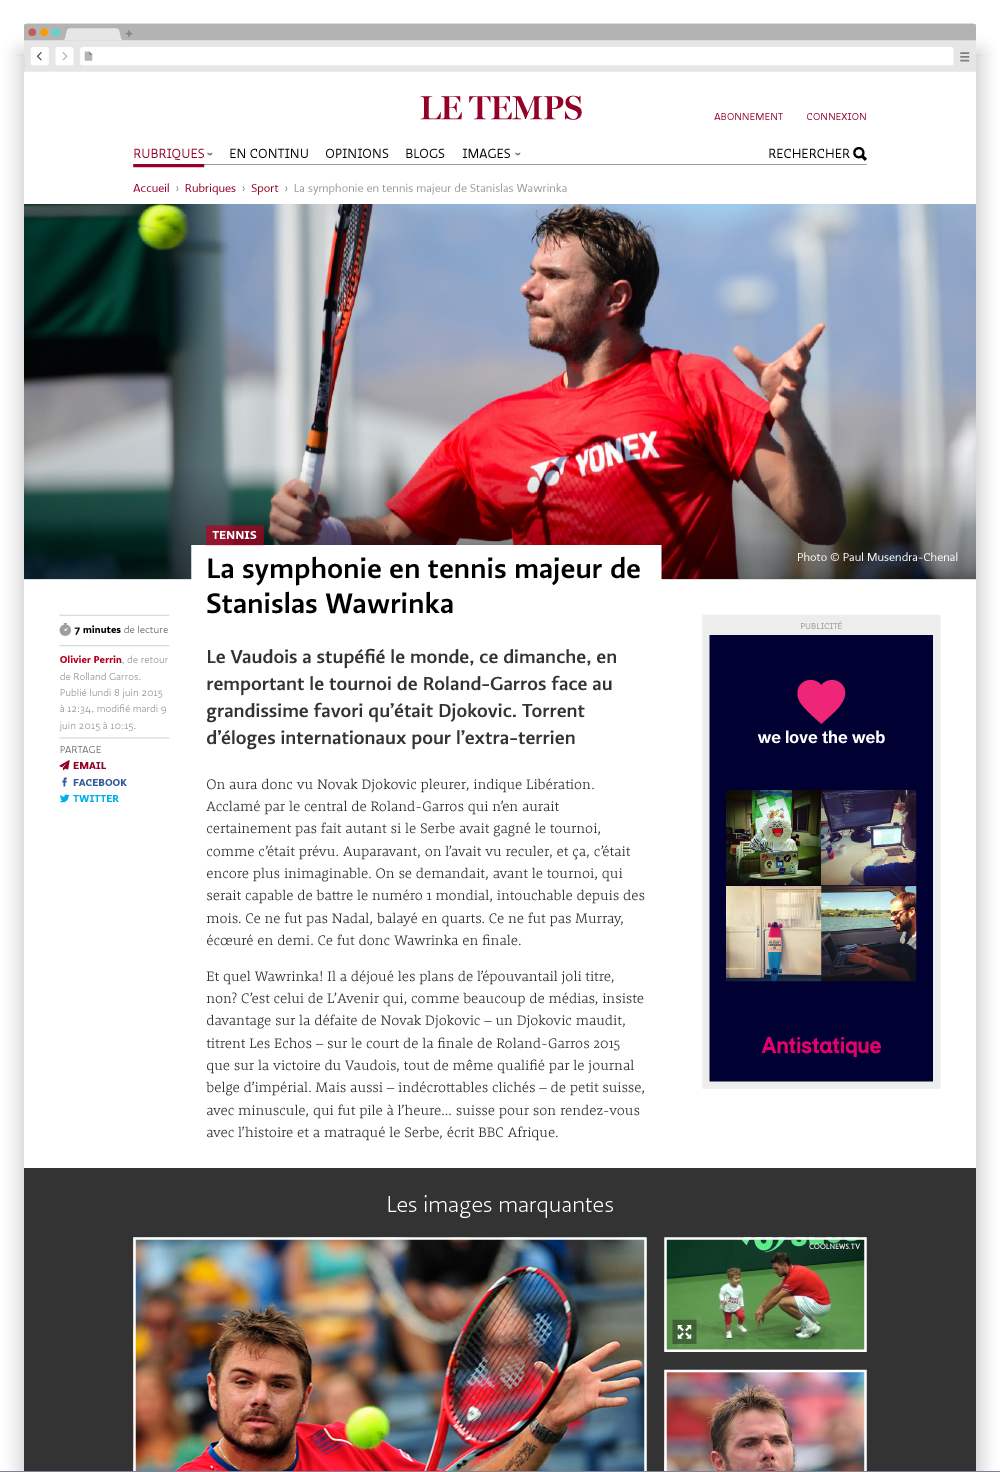 LE TEMPS
ABONNEMENT CONNEXION
RUBRIQUES EN CONTINU OPINIONS BLOGS IMAGES RECHERCHER
Accueil › Rubriques › Sport › La symphonie en tennis majeur de Stanislas Wawrinka
YONEX
Photo © Paul Musendra-Chenal
TENNIS
La symphonie en tennis majeur de
Stanislas Wawrinka
7 minutes de lecture
Olivier Perrin, de retour
de Rolland Garros.
Publié lundi 8 juin 2015
à 12:34, modifié mardi 9
juin 2015 à 10:15.
PARTAGE
EMAIL
FACEBOOK
TWITTER
Le Vaudois a stupéfié le monde, ce dimanche, en
remportant le tournoi de Roland-Garros face au
grandissime favori qu’était Djokovic. Torrent
d’éloges internationaux pour l’extra-terrien
On aura donc vu Novak Djokovic pleurer, indique Libération.
Acclamé par le central de Roland-Garros qui n’en aurait
certainement pas fait autant si le Serbe avait gagné le tournoi,
comme c’était prévu. Auparavant, on l’avait vu reculer, et ça, c’était
encore plus inimaginable. On se demandait, avant le tournoi, qui
serait capable de battre le numéro 1 mondial, intouchable depuis des
mois. Ce ne fut pas Nadal, balayé en quarts. Ce ne fut pas Murray,
écœuré en demi. Ce fut donc Wawrinka en finale.
Et quel Wawrinka! Il a déjoué les plans de l’épouvantail joli titre,
non? C’est celui de L’Avenir qui, comme beaucoup de médias, insiste
davantage sur la défaite de Novak Djokovic – un Djokovic maudit,
titrent Les Echos – sur le court de la finale de Roland-Garros 2015
que sur la victoire du Vaudois, tout de même qualifié par le journal
belge d’impérial. Mais aussi – indécrottables clichés – de petit suisse,
avec minuscule, qui fut pile à l’heure... suisse pour son rendez-vous
avec l’histoire et a matraqué le Serbe, écrit BBC Afrique.
PUBLICITÉ
we love the web
Antistatique
Les images marquantes
COOLNEWS.TV